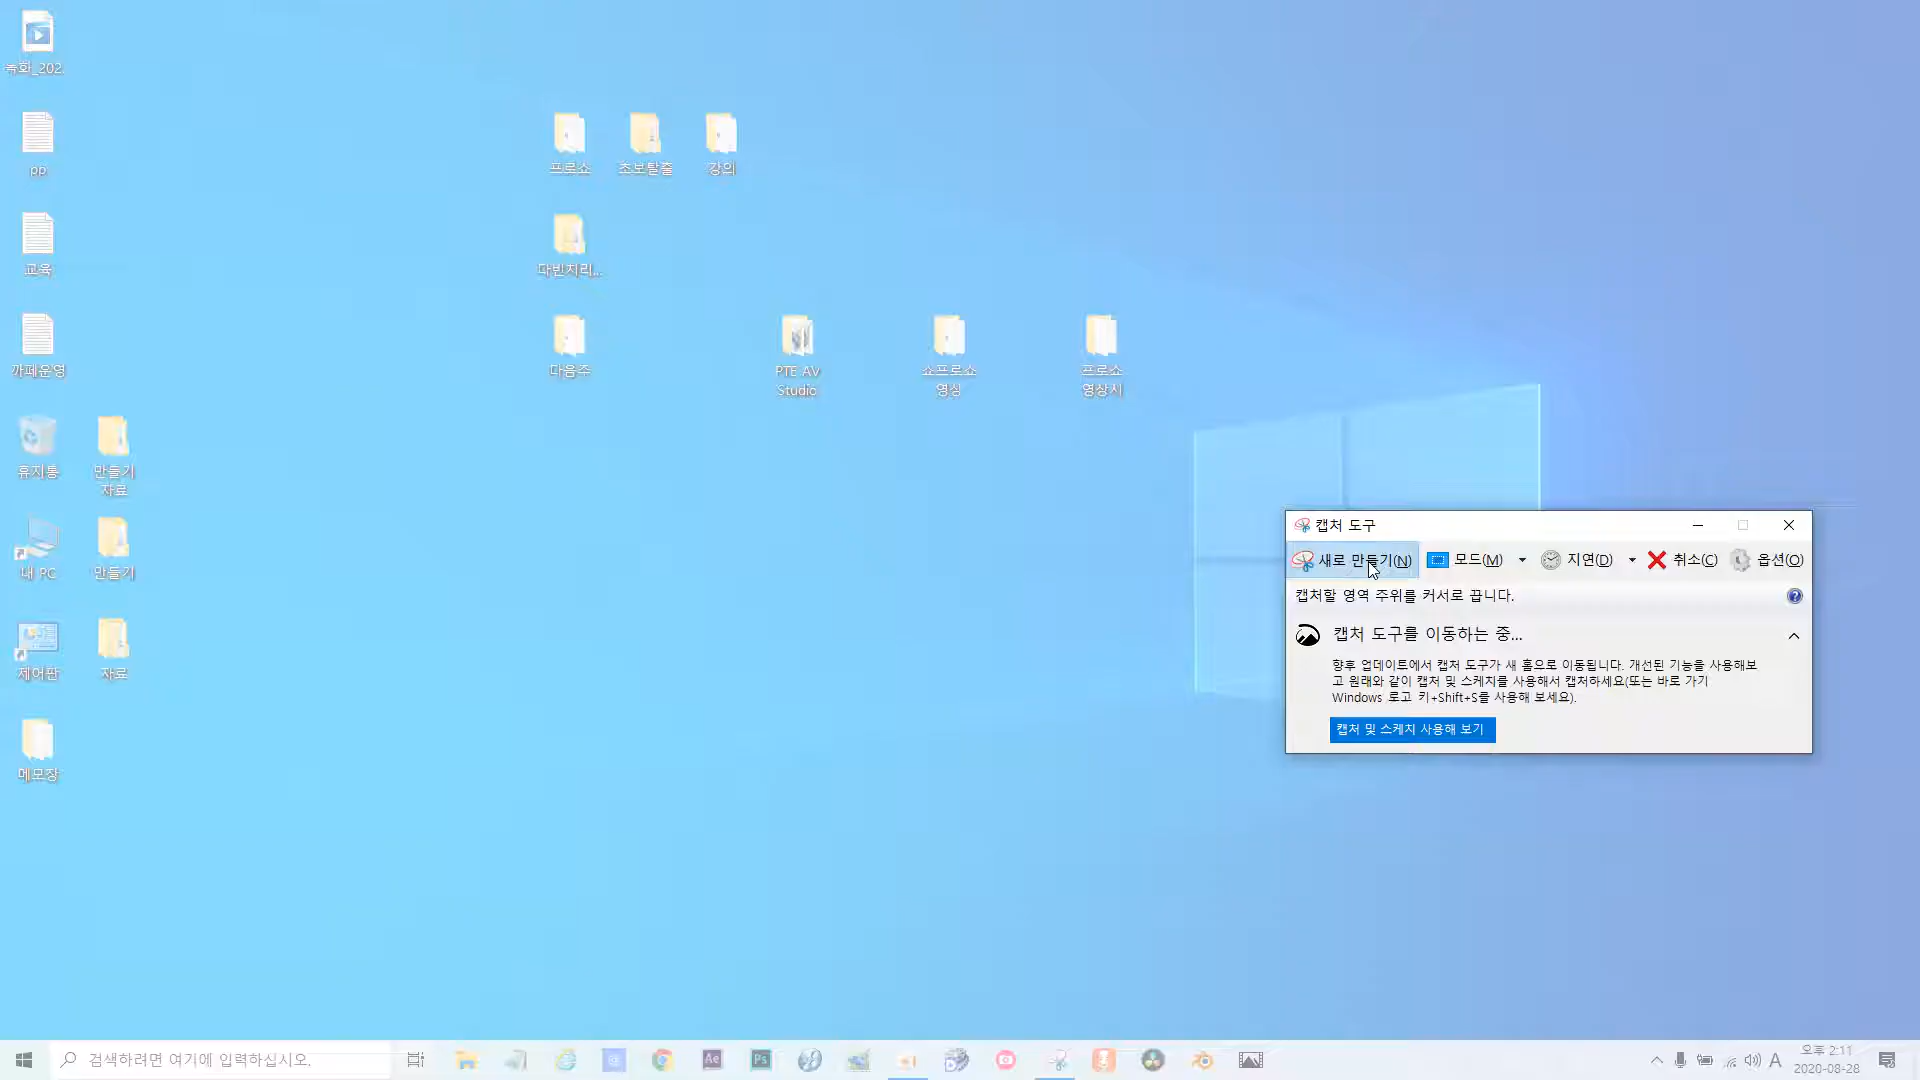 녹화_202.
pp
교육
까페운영
휴지통
만들기
자료
내 PC
만들기
제어판
자료
메모장
프로쇼
초보탈출
강의
다빈치리...
다음주
PTE AV
Studio
쇼프로쇼
영상
프로쇼
영상시
캡처 도구
새로 만들기(N) 모드(M) 지연(D) 취소(C) 옵션(O)
캡처할 영역 주위를 커서로 끕니다.
캡처 도구를 이동하는 중...
향후 업데이트에서 캡처 도구가 새 홈으로 이동됩니다. 개선된 기능을 사용해보
고 원래와 같이 캡처 및 스케치를 사용해서 캡처하세요(또는 바로 가기
Windows 로고 키+Shift+S를 사용해 보세요).
캡처 및 스케치 사용해 보기
검색하려면 여기에 입력하십시오.
Ae
Ps
A
오후 2:11
2020-08-28